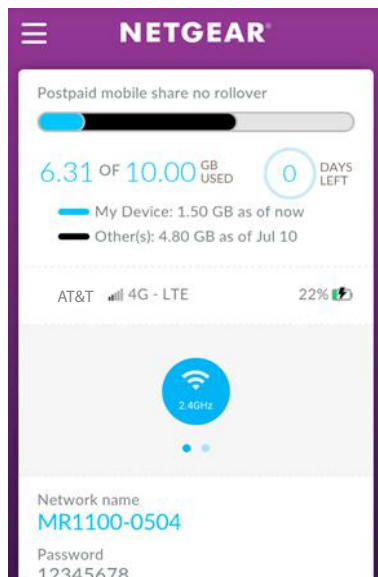 NETGEAR®
Postpaid mobile share no rollover
6.31 OF 10.00 GB USED 0 DAYS LEFT
My Device: 1.50 GB as of now
Other(s): 4.80 GB as of Jul 10
AT&T 4G - LTE 22%
2.4GHz
Network name
MR1100-0504
Password
12345678